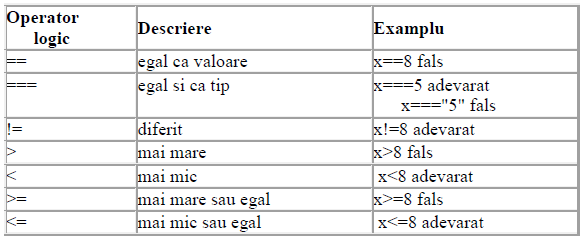 Operator
logic
Descriere
Examplu
==
egal ca valoare
x==8 fals
===
egal si ca tip
x===5 adevarat
x==="5" fals
!=
diferit
x!=8 adevarat
>
mai mare
x>8 fals
<
mai mic
x<8 adevarat
>=
mai mare sau egal
x>=8 fals
<=
mai mic sau egal
x<=8 adevarat